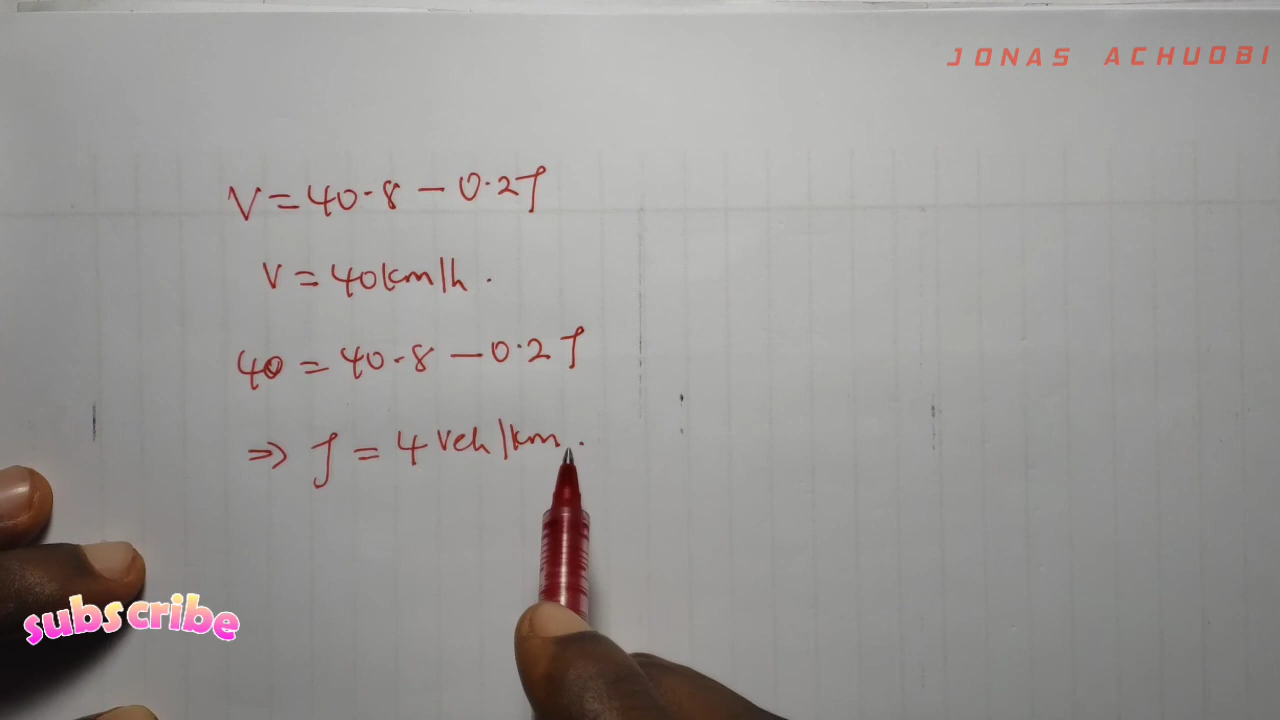 JONAS ACHUOBI
V = 40.8 - 0.2J
V = 40km/h.
40 = 40.8 - 0.2J
⇒ J = 4 veh/km.
subscribe